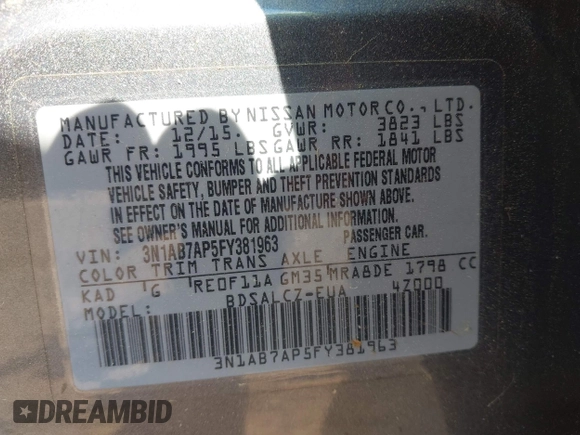 MANUFACTURED BY NISSAN MOTOR CO., LTD.
DATE: 12/15 GVWR: 3823 LBS
GAWR FR: 1995 LBS GAWR RR: 1841 LBS
THIS VEHICLE CONFORMS TO ALL APPLICABLE FEDERAL MOTOR
VEHICLE SAFETY, BUMPER AND THEFT PREVENTION STANDARDS
IN EFFECT ON THE DATE OF MANUFACTURE SHOWN ABOVE.
SEE OWNER'S MANUAL FOR ADDITIONAL INFORMATION
VIN: 3N1AB7AP5FY381963 PASSENGER CAR.
COLOR TRIM TRANS AXLE ENGINE
KAD G RE0F11A GM35 MRA8DE 1798 CC
MODEL: BDSALCZ-EUA 47000
3N1AB7AP5FY381963
DREAMBID